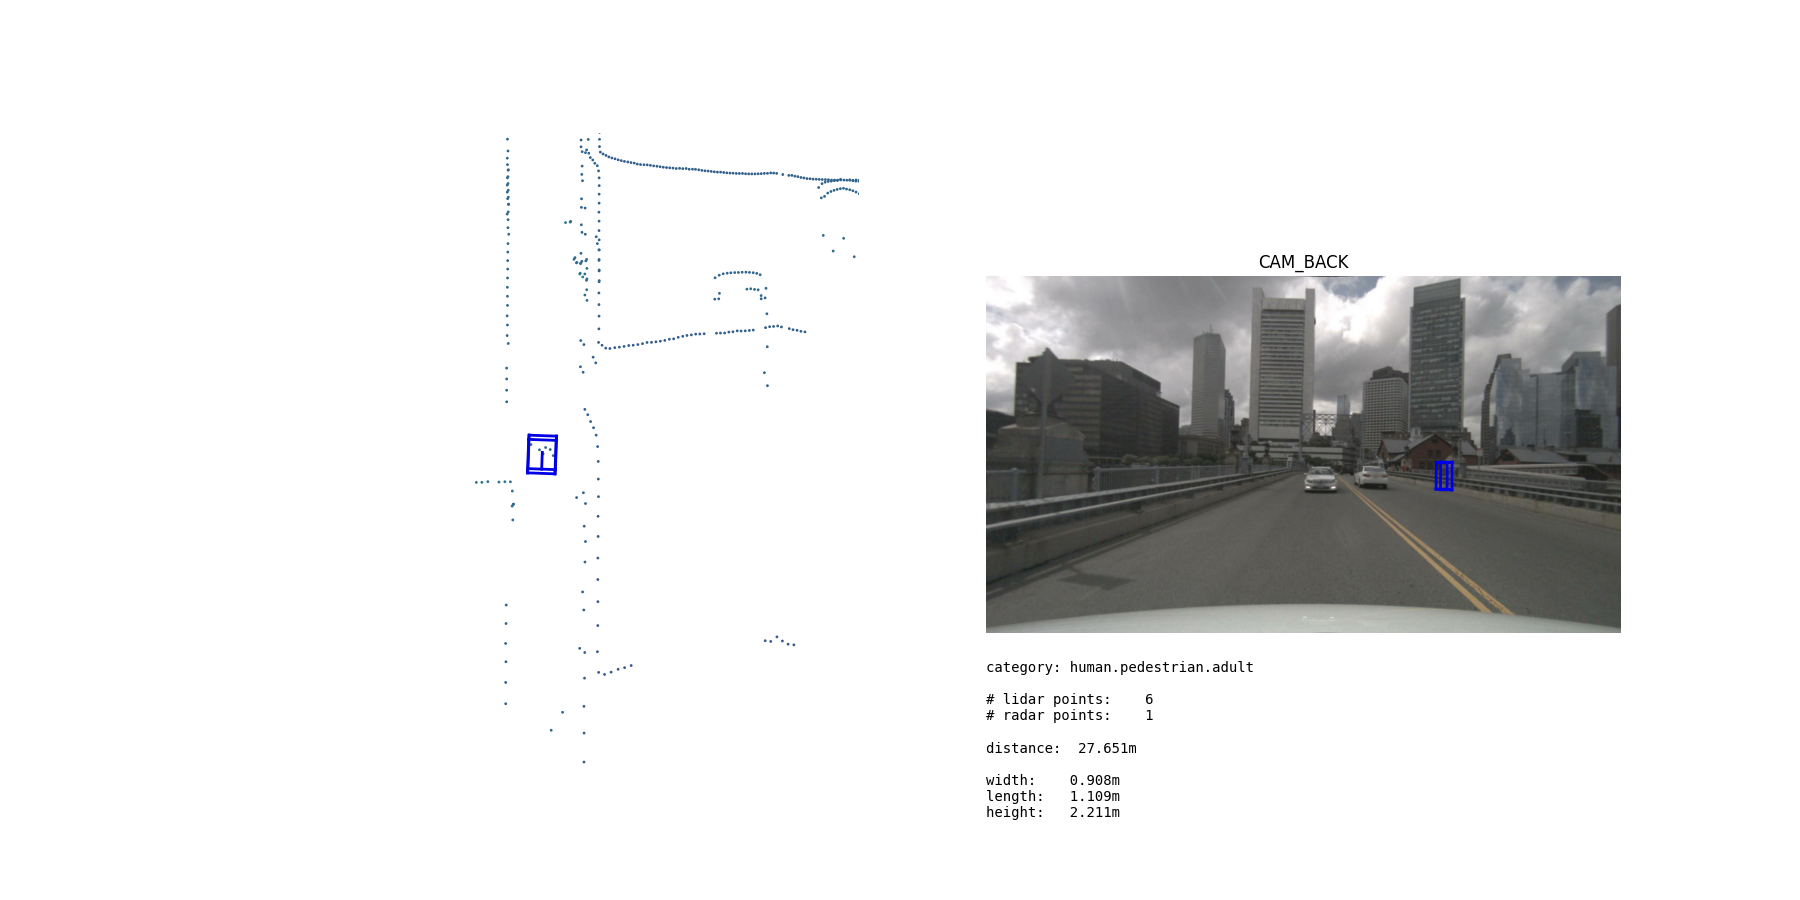 CAM_BACK
category: human.pedestrian.adult
# lidar points:    6
# radar points:    1
distance:  27.651m
width:    0.908m
length:   1.109m
height:   2.211m